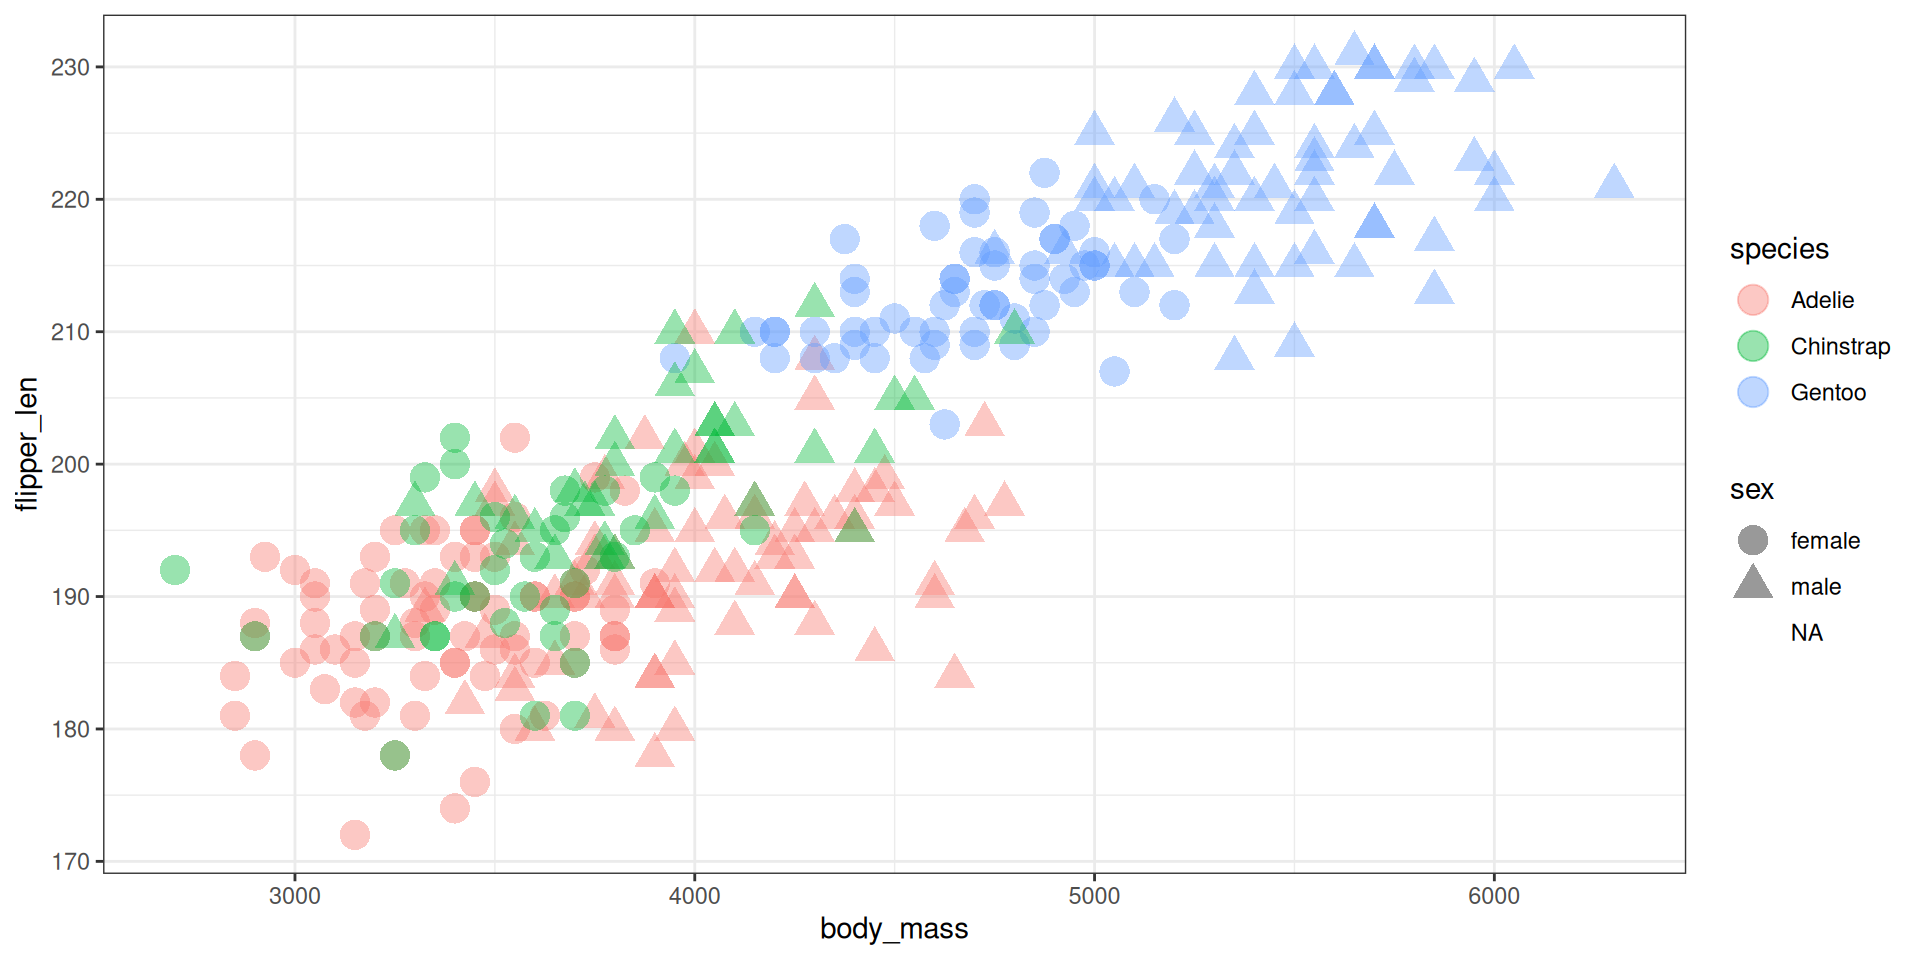 230
220
210
200
190
180
170
flipper_len
3000 4000 5000 6000
body_mass
species
Adelie
Chinstrap
Gentoo
sex
female
male
NA